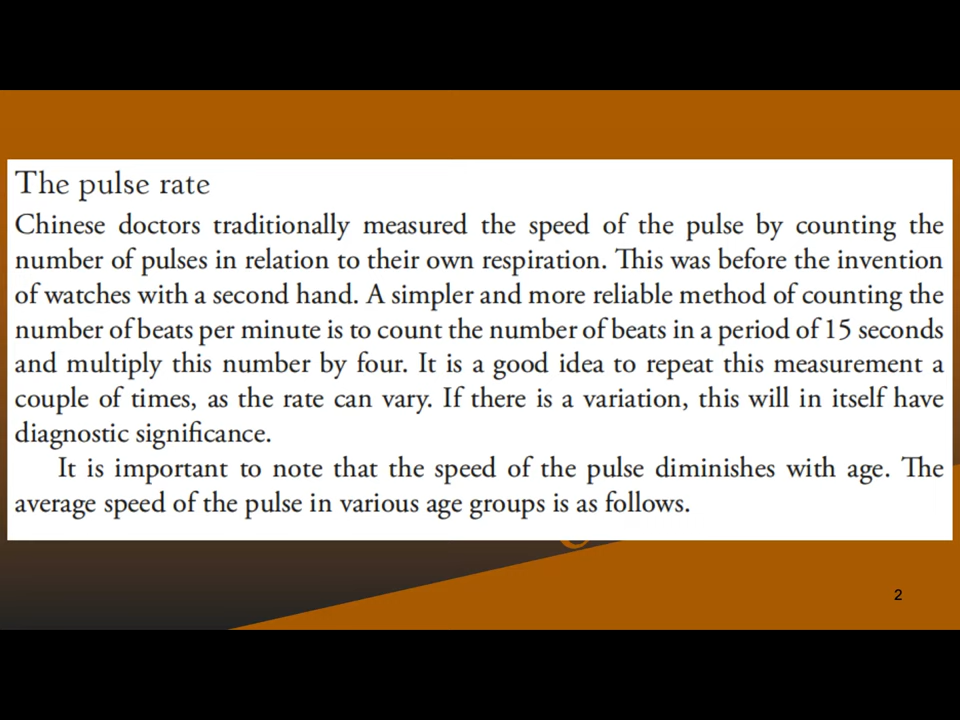 The pulse rate
Chinese doctors traditionally measured the speed of the pulse by counting the
number of pulses in relation to their own respiration. This was before the invention
of watches with a second hand. A simpler and more reliable method of counting the
number of beats per minute is to count the number of beats in a period of 15 seconds
and multiply this number by four. It is a good idea to repeat this measurement a
couple of times, as the rate can vary. If there is a variation, this will in itself have
diagnostic significance.
It is important to note that the speed of the pulse diminishes with age. The
average speed of the pulse in various age groups is as follows.
2